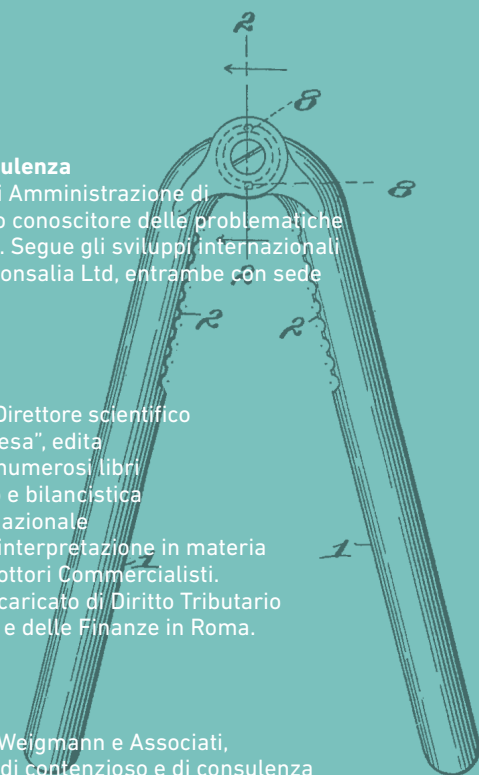 2
8
ulenza
i Amministrazione di
8
o conoscitore delle problematiche
. Segue gli sviluppi internazionali
onsalia Ltd, entrambe con sede
2
2
2
Direttore scientifico
esa”, edita
numerosi libri
e bilancistica
azionale
interpretazione in materia
1
1
ottori Commercialisti.
caricato di Diritto Tributario
e delle Finanze in Roma.
Weigmann e Associati,
di contenzioso e di consulenza